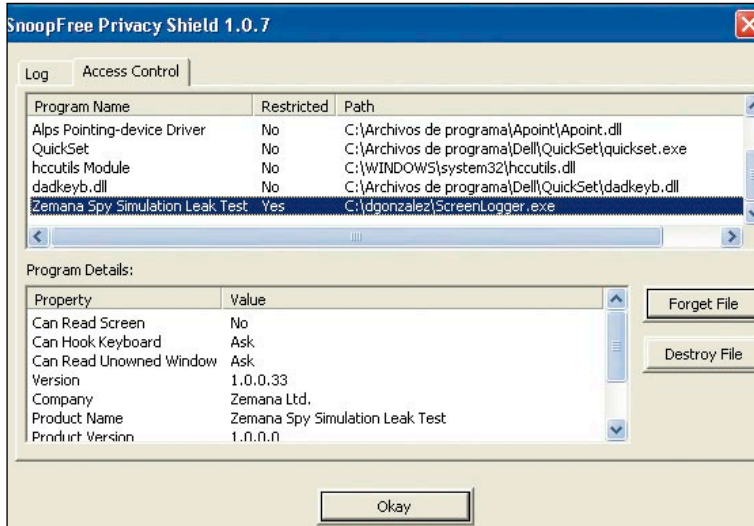 SnoopFree Privacy Shield 1.0.7
Log Access Control
Program Name Restricted Path
Alps Pointing-device Driver No C:\Archivos de programa\Apoint\Apoint.dll
QuickSet No C:\Archivos de programa\Dell\QuickSet\quickset.exe
hccutils Module No C:\WINDOWS\system32\hccutils.dll
dadkeyb.dll No C:\Archivos de programa\Dell\QuickSet\dadkeyb.dll
Zemana Spy Simulation Leak Test Yes C:\dgonzalez\ScreenLogger.exe
Program Details:
Property Value
Can Read Screen No
Can Hook Keyboard Ask
Can Read Unowned Window Ask
Version 1.0.0.33
Company Zemana Ltd.
Product Name Zemana Spy Simulation Leak Test
Product Version 1.0.0.0
Forget File
Destroy File
Okay